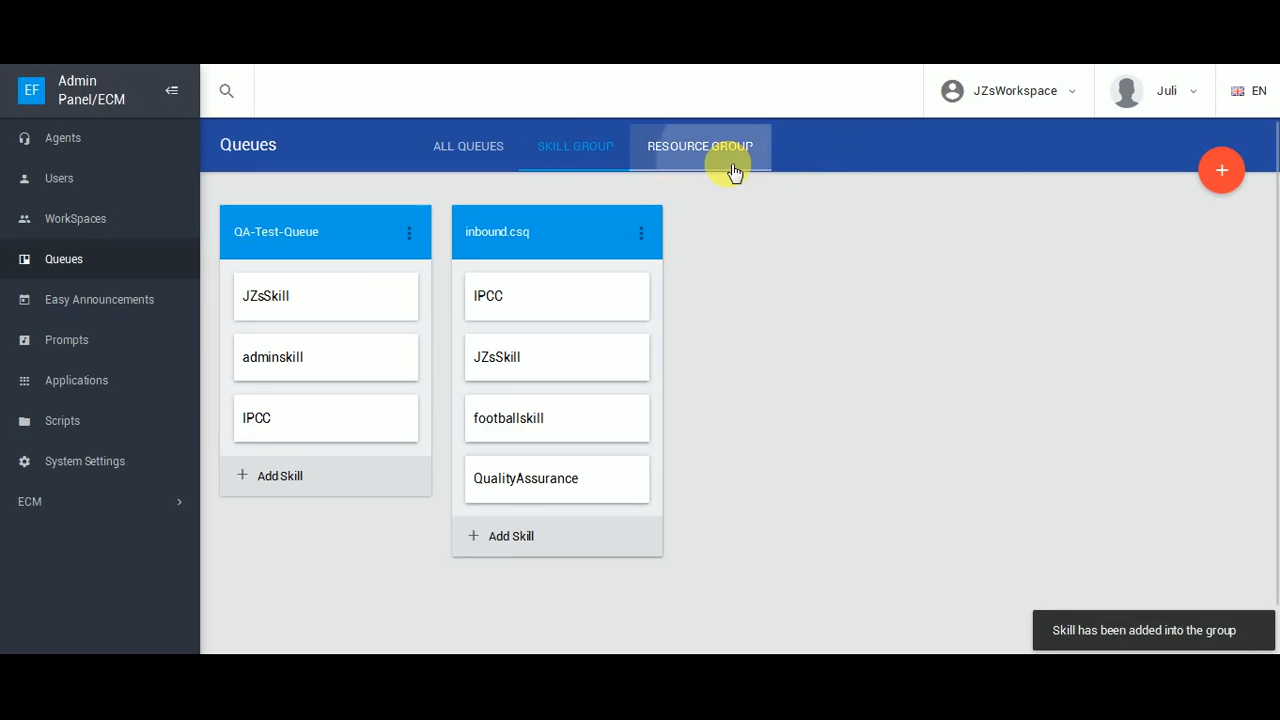 EF
Admin
Panel/ECM
JZsWorkspace
Juli
EN
Agents
Users
WorkSpaces
Queues
Easy Announcements
Prompts
Applications
Scripts
System Settings
ECM
Queues
ALL QUEUES
SKILL GROUP
RESOURCE GROUP
+
QA-Test-Queue
JZsSkill
adminskill
IPCC
+ Add Skill
inbound.csq
IPCC
JZsSkill
footballskill
QualityAssurance
+ Add Skill
Skill has been added into the group